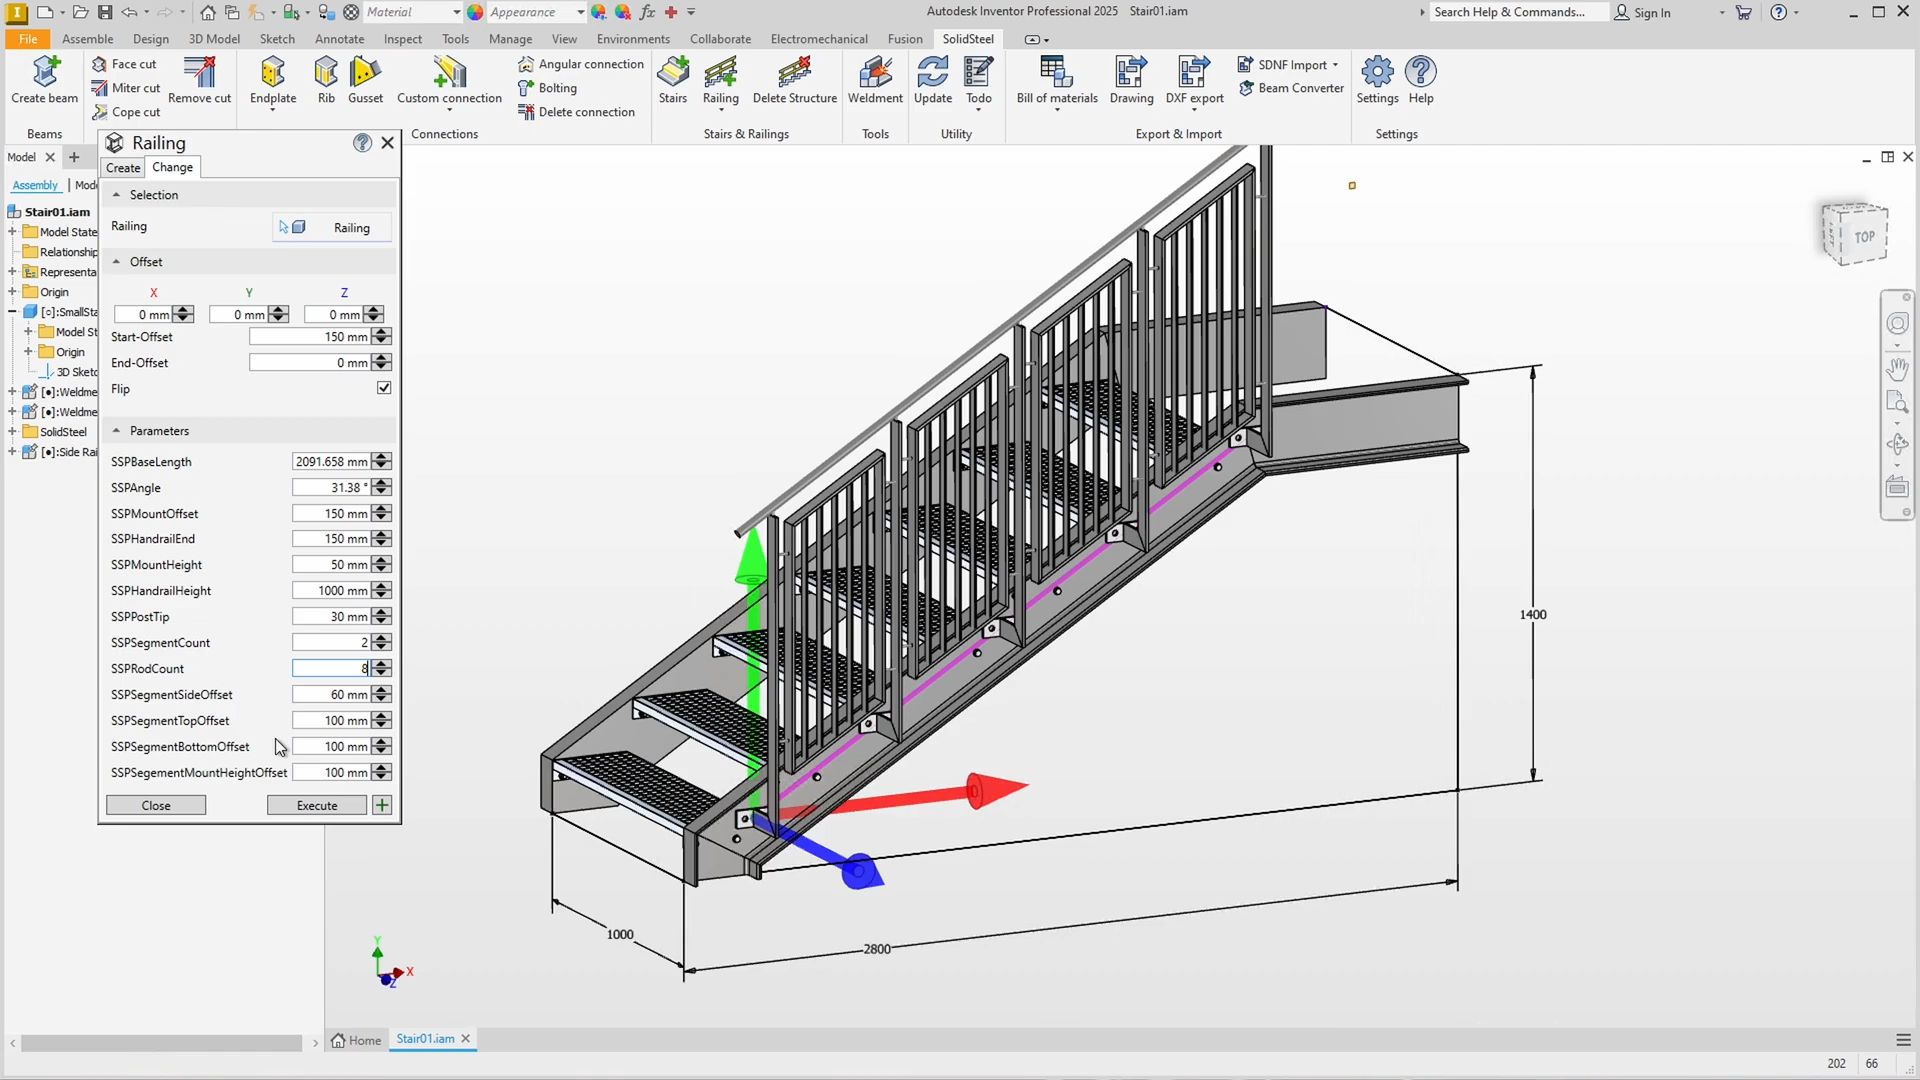 Material
Appearance
fx
Autodesk Inventor Professional 2025 Stair01.iam
Search Help & Commands...
Sign In
File
Assemble
Design
3D Model
Sketch
Annotate
Inspect
Tools
Manage
View
Environments
Collaborate
Electromechanical
Fusion
SolidSteel
Create beam
Face cut
Miter cut
Cope cut
Remove cut
Endplate
Rib
Gusset
Custom connection
Angular connection
Bolting
Delete connection
Stairs
Railing
Delete Structure
Weldment
Update
Todo
Bill of materials
Drawing
DXF export
SDNF Import
Beam Converter
Settings
Help
Beams
Connections
Stairs & Railings
Tools
Utility
Export & Import
Settings
Model
Assembly
Mode
Stair01.iam
Model State
Relationship
Representa
Origin
[○]:SmallSta
Model St
Origin
3D Sketc
[●]:Weldme
[●]:Weldme
SolidSteel
[●]:Side Rai
Railing
Create
Change
Selection
Railing
Railing
Offset
X Y Z
0 mm 0 mm 0 mm
Start-Offset 150 mm
End-Offset 0 mm
Flip
Parameters
SSPBaseLength 2091.658 mm
SSPAngle 31.38 °
SSPMountOffset 150 mm
SSPHandrailEnd 150 mm
SSPMountHeight 50 mm
SSPHandrailHeight 1000 mm
SSPPostTip 30 mm
SSPSegmentCount 2
SSPRodCount 8
SSPSegmentSideOffset 60 mm
SSPSegmentTopOffset 100 mm
SSPSegmentBottomOffset 100 mm
SSPSegementMountHeightOffset 100 mm
Close
Execute
TOP
1400
1000
2800
Y
X
Z
Home
Stair01.iam
202 66